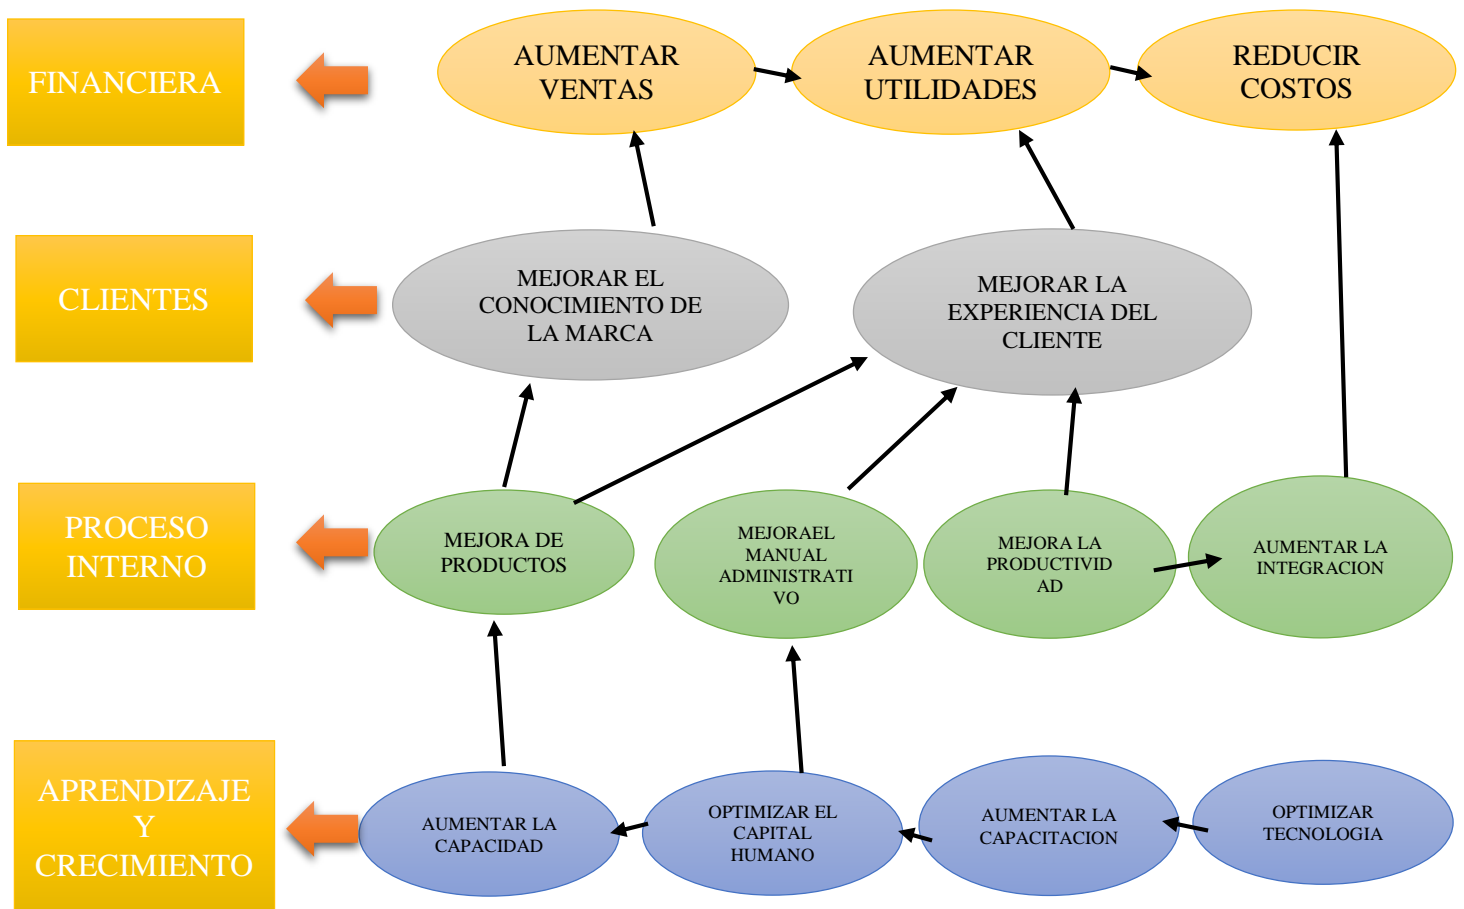 FINANCIERA
AUMENTAR
VENTAS
AUMENTAR
UTILIDADES
REDUCIR
COSTOS
CLIENTES
MEJORAR EL
CONOCIMIENTO DE
LA MARCA
MEJORAR LA
EXPERIENCIA DEL
CLIENTE
PROCESO
INTERNO
MEJORA DE
PRODUCTOS
MEJORAEL
MANUAL
ADMINISTRATI
VO
MEJORA LA
PRODUCTIVID
AD
AUMENTAR LA
INTEGRACION
APRENDIZAJE
Y
CRECIMIENTO
AUMENTAR LA
CAPACIDAD
OPTIMIZAR EL
CAPITAL
HUMANO
AUMENTAR LA
CAPACITACION
OPTIMIZAR
TECNOLOGIA